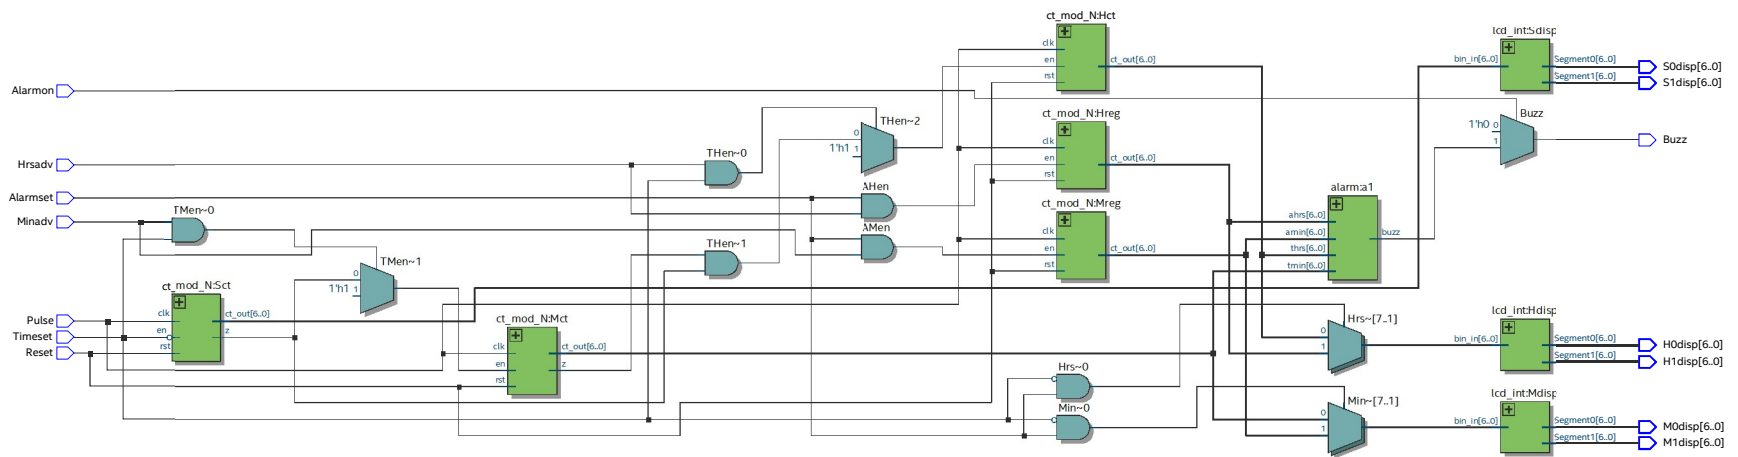 ct_mod_N:Hct
clk
en
rst
ct_out[6..0]
lcd_int:Sdisp
bin_in[6..0]
Segment0[6..0]
Segment1[6..0]
S0disp[6..0]
S1disp[6..0]
Alarmon
ct_mod_N:Hreg
clk
en
rst
ct_out[6..0]
THen~2
0
1'h1 1
Buzz
1'h0 0
1
Buzz
Hrsadv
THen~0
Alarmset
AHen
Minadv
TMen~0
AMen
ct_mod_N:Mreg
clk
en
rst
ct_out[6..0]
alarm:a1
ahrs[6..0]
amin[6..0]
thrs[6..0]
tmin[6..0]
buzz
THen~1
TMen~1
0
1'h1 1
ct_mod_N:Sct
clk
en
rst
ct_out[6..0]
z
Pulse
Timeset
Reset
ct_mod_N:Mct
clk
en
rst
ct_out[6..0]
z
Hrs~[7..1]
0
1
lcd_int:Hdisp
bin_in[6..0]
Segment0[6..0]
Segment1[6..0]
H0disp[6..0]
H1disp[6..0]
Hrs~0
Min~0
Min~[7..1]
0
1
lcd_int:Mdisp
bin_in[6..0]
Segment0[6..0]
Segment1[6..0]
M0disp[6..0]
M1disp[6..0]